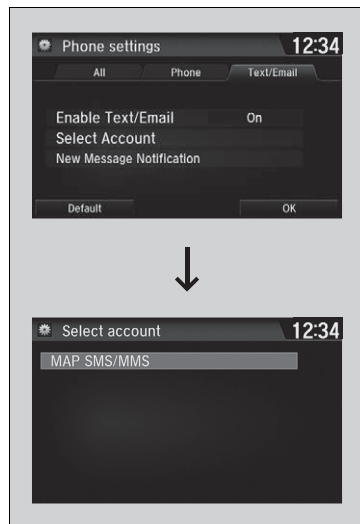 Phone settings 12:34
All Phone Text/Email
Enable Text/Email On
Select Account
New Message Notification
Default OK
Select account 12:34
MAP SMS/MMS